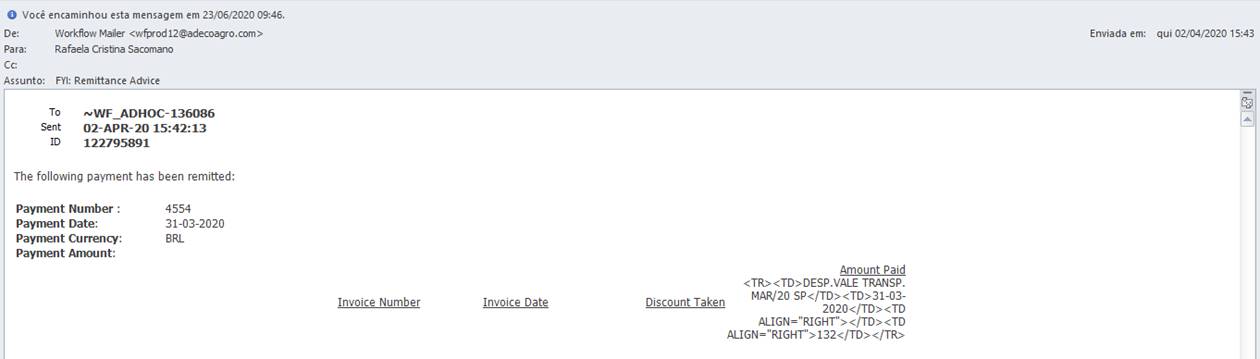 Você encaminhou esta mensagem em 23/06/2020 09:46.
De: Workflow Mailer <wfprod12@adecoagro.com> Enviada em: qui 02/04/2020 15:43
Para: Rafaela Cristina Sacomano
Cc:
Assunto: FYI: Remittance Advice
To ~WF_ADHOC-136086
Sent 02-APR-20 15:42:13
ID 122795891
The following payment has been remitted:
Payment Number : 4554
Payment Date: 31-03-2020
Payment Currency: BRL
Payment Amount:
Invoice Number Invoice Date Discount Taken Amount Paid
<TR><TD>DESP.VALE TRANSP.
MAR/20 SP</TD><TD>31-03-
2020</TD><TD
ALIGN="RIGHT"></TD><TD
ALIGN="RIGHT">132</TD></TR>